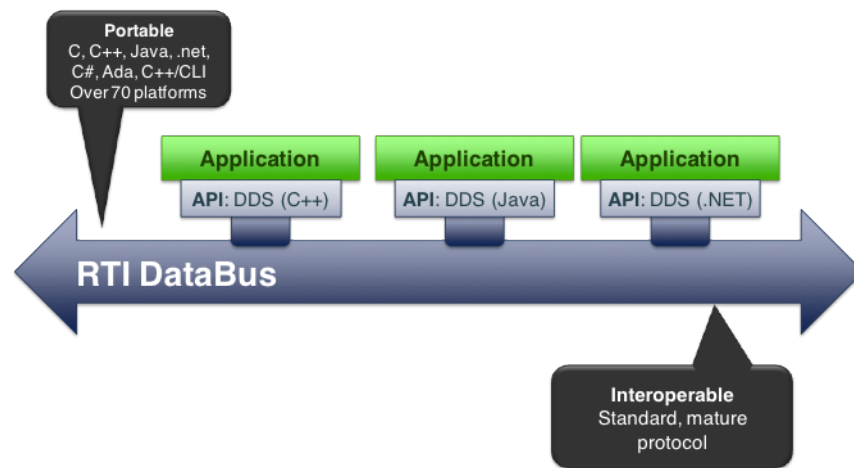 Portable
C, C++, Java, .net,
C#, Ada, C++/CLI
Over 70 platforms
Application
Application
Application
API: DDS (C++)
API: DDS (Java)
API: DDS (.NET)
RTI DataBus
Interoperable
Standard, mature
protocol